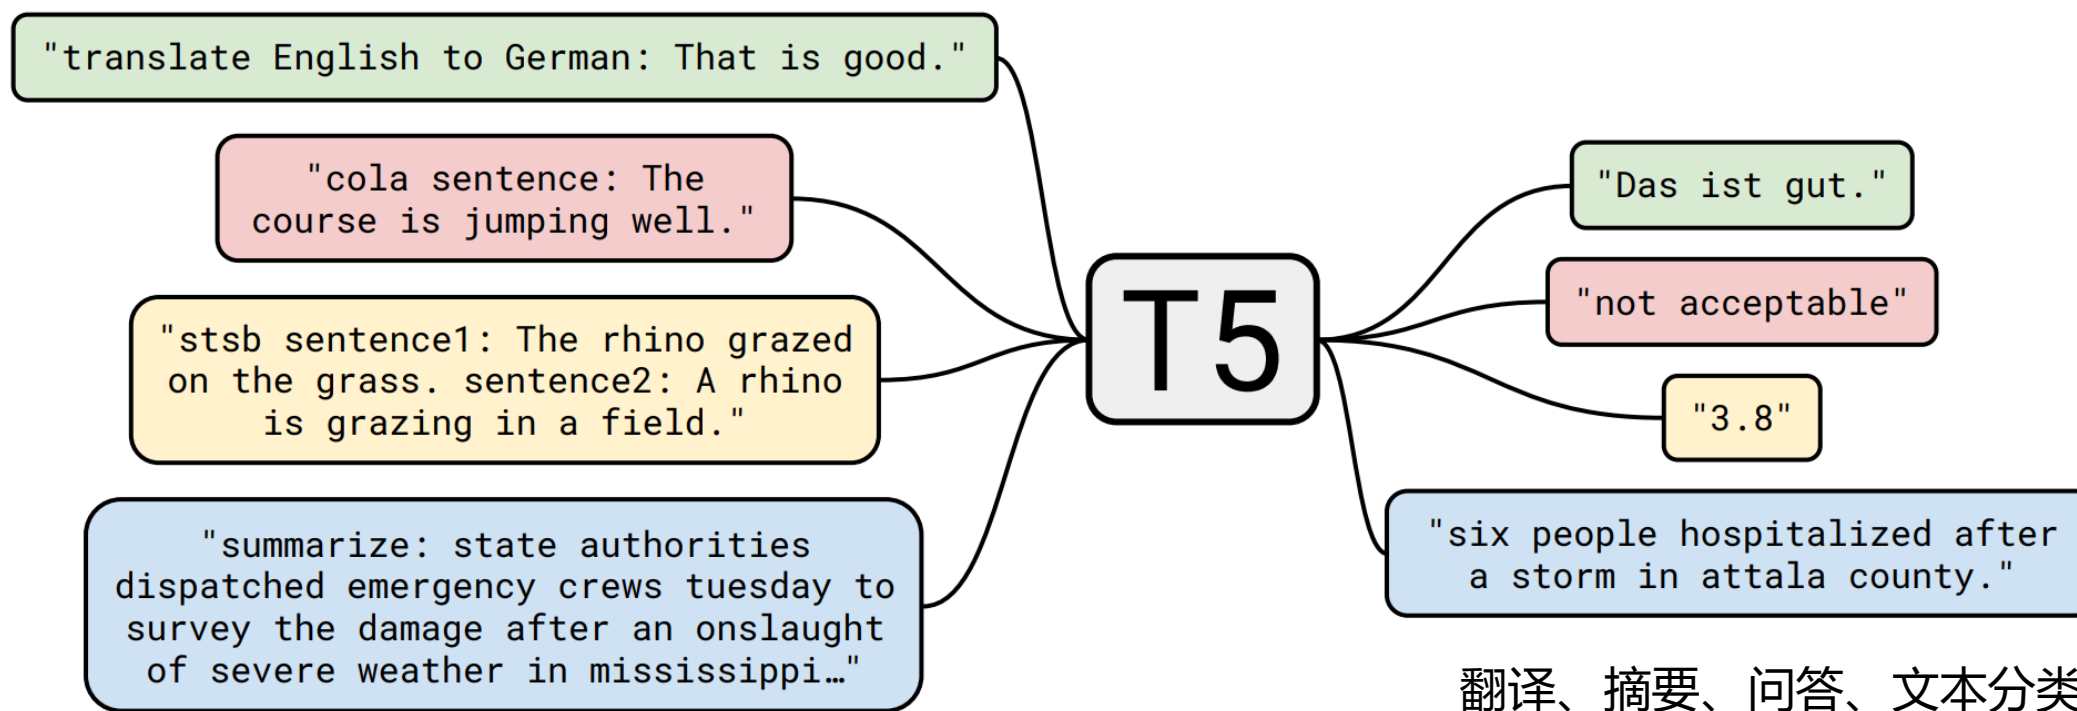 "translate English to German: That is good."
"cola sentence: The
course is jumping well."
"stsb sentence1: The rhino grazed
on the grass. sentence2: A rhino
is grazing in a field."
"summarize: state authorities
dispatched emergency crews tuesday to
survey the damage after an onslaught
of severe weather in mississippi…"
T5
"Das ist gut."
"not acceptable"
"3.8"
"six people hospitalized after
a storm in attala county."
翻译、摘要、问答、文本分类